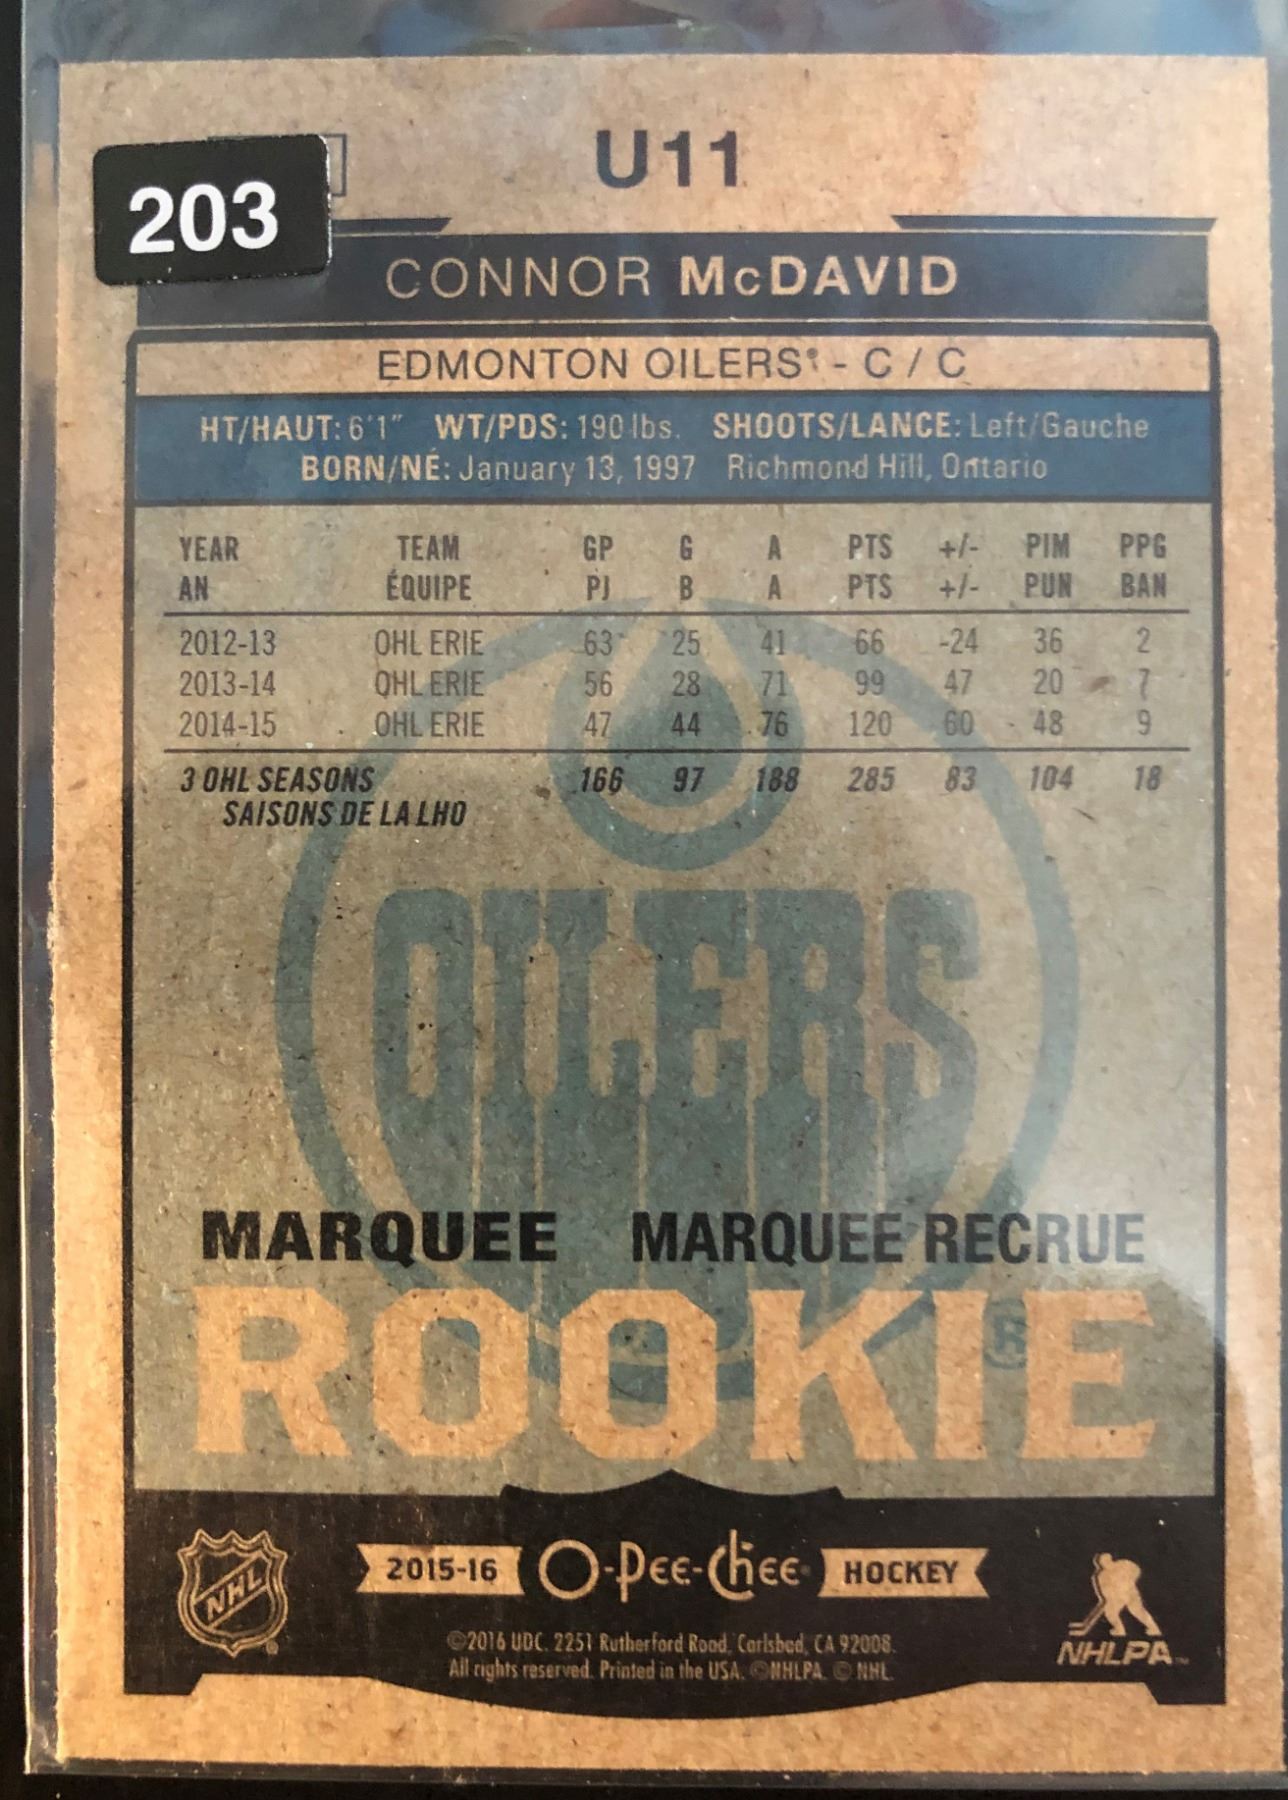 U11
203
CONNOR McDAVID
EDMONTON OILERS® - C / C
HT/HAUT: 6'1" WT/PDS: 190 lbs. SHOOTS/LANCE: Left/Gauche
BORN/NÉ: January 13, 1997 Richmond Hill, Ontario
YEAR TEAM GP G A PTS +/- PIM PPG
AN ÉQUIPE PJ B A PTS +/- PUN BAN
2012-13 OHL ERIE 63 25 41 66 -24 36 2
2013-14 OHL ERIE 56 28 71 99 47 20 7
2014-15 OHL ERIE 47 44 76 120 60 48 9
3 OHL SEASONS 166 97 188 285 83 104 18
SAISONS DE LA LHO
OILERS
MARQUEE MARQUEE RECRUE
ROOKIE
®
NHL 2015-16 O-Pee-Chee HOCKEY
NHLPA™
©2016 UDC. 2251 Rutherford Road, Carlsbad, CA 92008.
All rights reserved. Printed in the USA. ©NHLPA. © NHL.